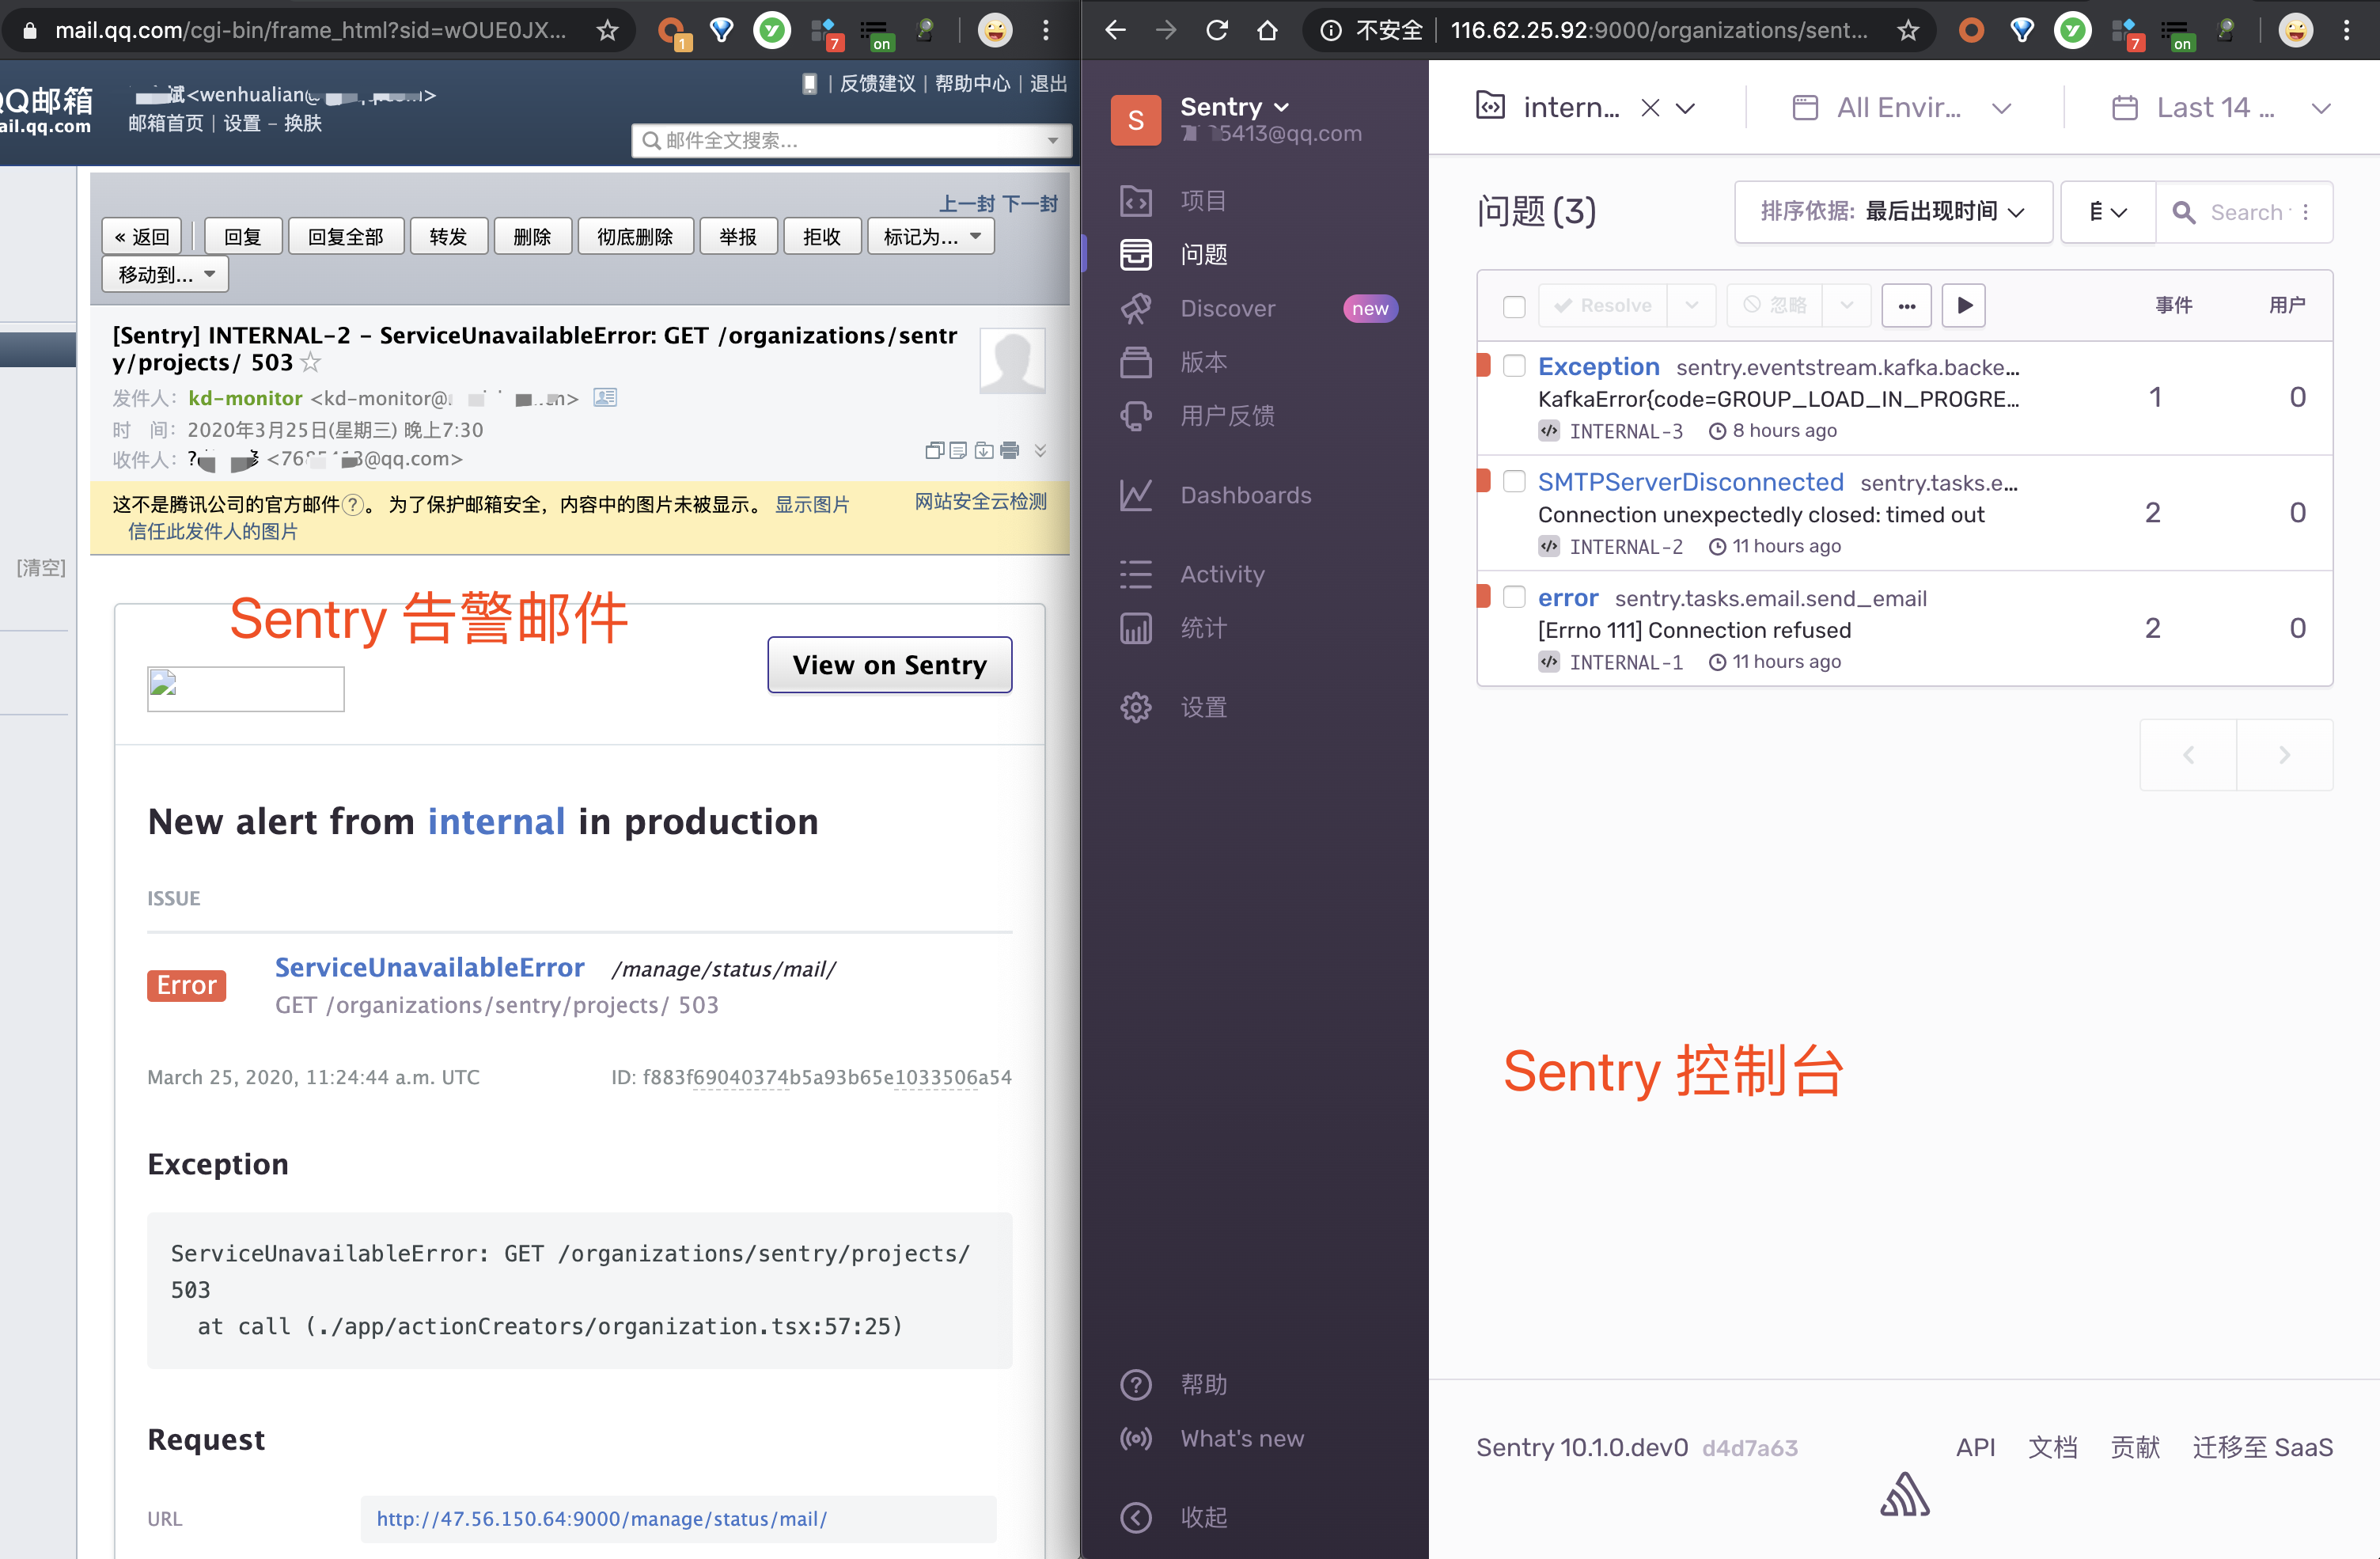 mail.qq.com/cgi-bin/frame_html?sid=wOUE0JX...
1
7
on
QQ邮箱
mail.qq.com
斌<wenhualian@
邮箱首页 | 设置 - 换肤
| 反馈建议 | 帮助中心 | 退出
邮件全文搜索...
上一封 下一封
« 返回
回复
回复全部
转发
删除
彻底删除
举报
拒收
标记为...
移动到...
[Sentry] INTERNAL-2 - ServiceUnavailableError: GET /organizations/sentr
y/projects/ 503
发件人: kd-monitor <kd-monitor@
时 间: 2020年3月25日(星期三) 晚上7:30
收件人: @qq.com>
这不是腾讯公司的官方邮件?。 为了保护邮箱安全，内容中的图片未被显示。 显示图片
信任此发件人的图片
网站安全云检测
[清空]
Sentry 告警邮件
View on Sentry
New alert from internal in production
ISSUE
Error
ServiceUnavailableError /manage/status/mail/
GET /organizations/sentry/projects/ 503
March 25, 2020, 11:24:44 a.m. UTC
ID: f883f69040374b5a93b65e1033506a54
Exception
ServiceUnavailableError: GET /organizations/sentry/projects/
503
at call (./app/actionCreators/organization.tsx:57:25)
Request
URL
http://47.56.150.64:9000/manage/status/mail/
不安全 | 116.62.25.92:9000/organizations/sent...
7
on
S
Sentry
5413@qq.com
项目
问题
Discover new
版本
用户反馈
Dashboards
Activity
统计
设置
帮助
What's new
收起
intern...
All Envir...
Last 14 ...
问题 (3)
排序依据: 最后出现时间
Search
Resolve
忽略
事件
用户
Exception sentry.eventstream.kafka.backe...
KafkaError{code=GROUP_LOAD_IN_PROGRE...
INTERNAL-3 8 hours ago
1
0
SMTPServerDisconnected sentry.tasks.e...
Connection unexpectedly closed: timed out
INTERNAL-2 11 hours ago
2
0
error sentry.tasks.email.send_email
[Errno 111] Connection refused
INTERNAL-1 11 hours ago
2
0
Sentry 控制台
Sentry 10.1.0.dev0 d4d7a63
API 文档 贡献 迁移至 SaaS